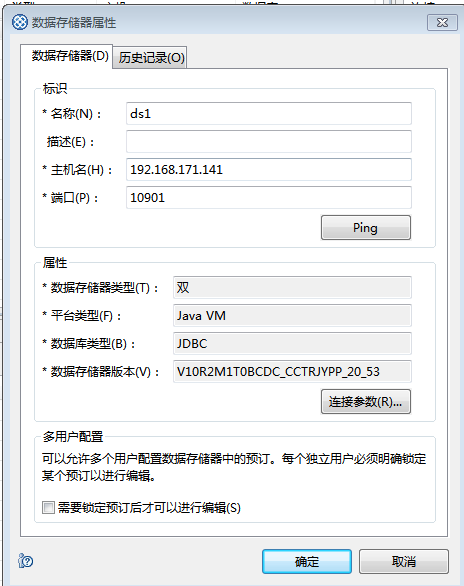 数据存储器属性
数据存储器(D) 历史记录(O)
标识
* 名称(N)： ds1
描述(E)：
* 主机名(H)： 192.168.171.141
* 端口(P)： 10901
Ping
属性
* 数据存储器类型(T)： 双
* 平台类型(F)： Java VM
* 数据库类型(B)： JDBC
* 数据存储器版本(V)： V10R2M1T0BCDC_CCTRJYPP_20_53
连接参数(R)...
多用户配置
可以允许多个用户配置数据存储器中的预订。每个独立用户必须明确锁定
某个预订以进行编辑。
需要锁定预订后才可以进行编辑(S)
确定 取消